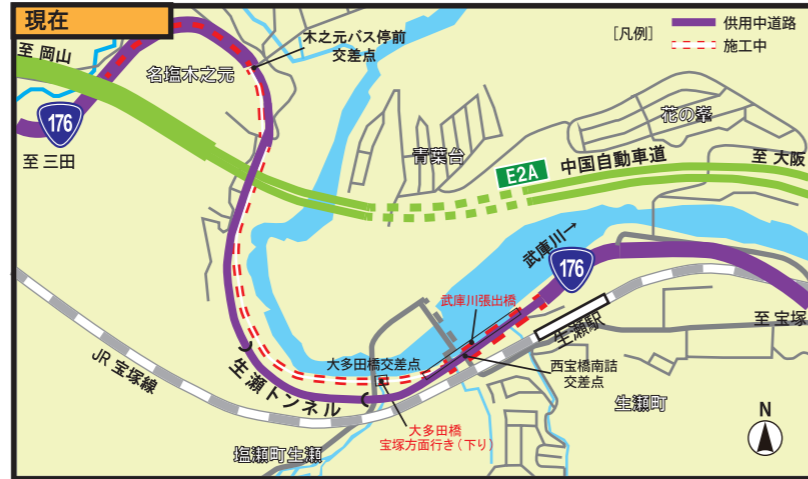 現在
至 岡山
名塩木之元
木之元バス停前
交差点
[凡例]
供用中道路
施工中
176
至 三田
青葉台
花の峯
E2A
中国自動車道
至 大阪
武庫川→
176
武庫川張出橋
生瀬駅
至 宝塚
JR 宝塚線
生瀬トンネル
大多田橋交差点
西宝橋南詰
交差点
大多田橋
宝塚方面行き（下り）
塩瀬町生瀬
生瀬町
N